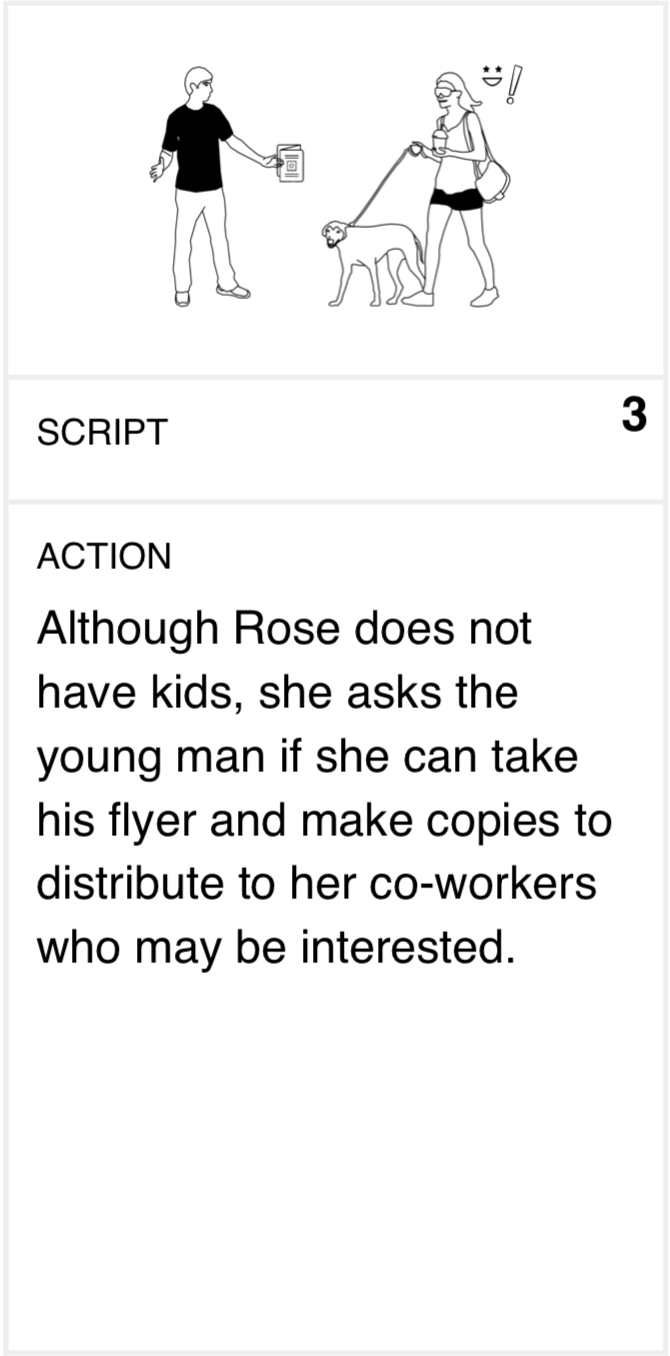 SCRIPT
3
ACTION
Although Rose does not
have kids, she asks the
young man if she can take
his flyer and make copies to
distribute to her co-workers
who may be interested.